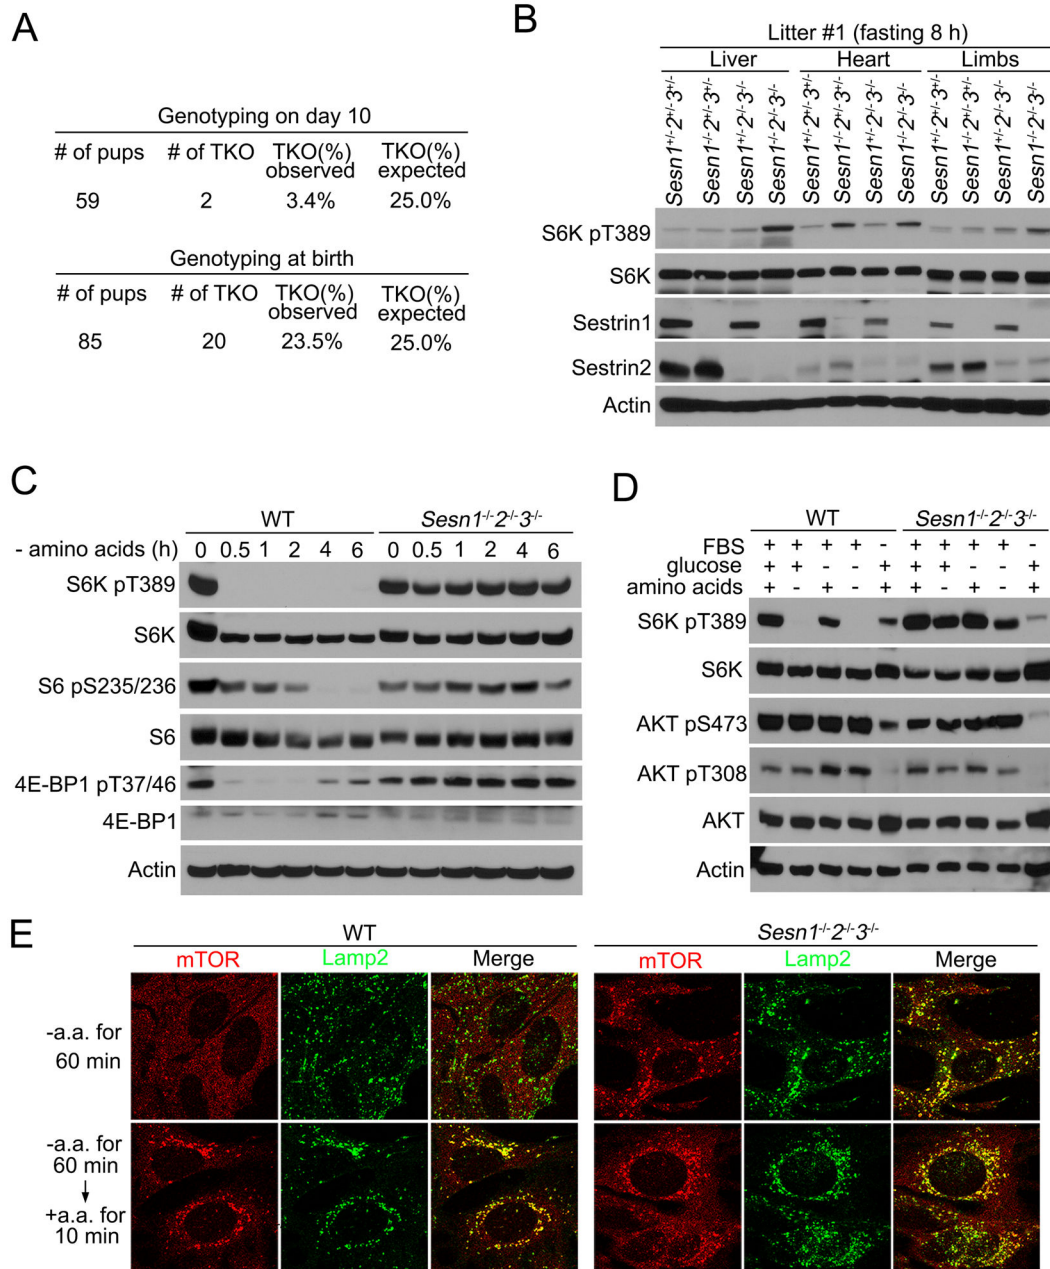 A
Genotyping on day 10
# of pups # of TKO TKO(%) observed TKO(%) expected
59 2 3.4% 25.0%
Genotyping at birth
# of pups # of TKO TKO(%) observed TKO(%) expected
85 20 23.5% 25.0%
B
Litter #1 (fasting 8 h)
Liver Heart Limbs
Sesn1+/-2+/-3+/- Sesn1-/-2+/-3+/- Sesn1+/-2-/-3-/- Sesn1-/-2-/-3-/- Sesn1+/-2+/-3+/- Sesn1-/-2+/-3+/- Sesn1+/-2-/-3-/- Sesn1-/-2-/-3-/- Sesn1+/-2+/-3+/- Sesn1-/-2+/-3-/- Sesn1+/-2-/-3-/- Sesn1-/-2-/-3-/-
S6K pT389
S6K
Sestrin1
Sestrin2
Actin
C
WT Sesn1-/-2-/-3-/-
- amino acids (h) 0 0.5 1 2 4 6 0 0.5 1 2 4 6
S6K pT389
S6K
S6 pS235/236
S6
4E-BP1 pT37/46
4E-BP1
Actin
D
WT Sesn1-/-2-/-3-/-
FBS + + + + - + + + + -
glucose + + - - + + + - - +
amino acids + - + - + + - + - +
S6K pT389
S6K
AKT pS473
AKT pT308
AKT
Actin
E
WT Sesn1-/-2-/-3-/-
mTOR Lamp2 Merge mTOR Lamp2 Merge
-a.a. for
60 min
-a.a. for
60 min
+a.a. for
10 min